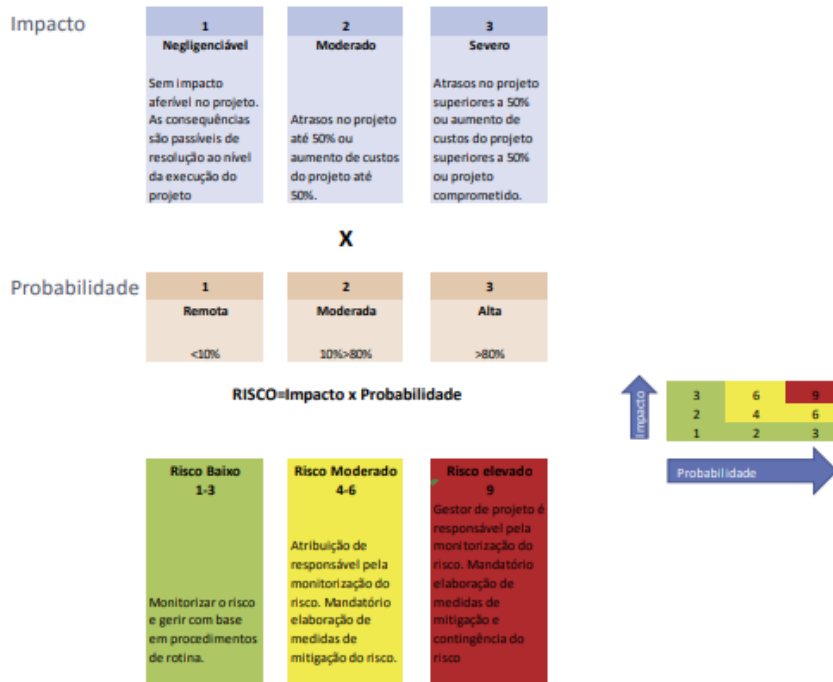 Impacto
1
Negligenciável
Sem impacto
aferível no projeto.
As consequências
são passíveis de
resolução ao nível
da execução do
projeto
2
Moderado
Atrasos no projeto
até 50% ou
aumento de custos
do projeto até
50%.
3
Severo
Atrasos no projeto
superiores a 50%
ou aumento de
custos do projeto
superiores a 50%
ou projeto
comprometido.
X
Probabilidade
1
Remota
<10%
2
Moderada
10%>80%
3
Alta
>80%
RISCO=Impacto x Probabilidade
Impacto
3 6 9
2 4 6
1 2 3
Probabilidade
Risco Baixo
1-3
Monitorizar o risco
e gerir com base
em procedimentos
de rotina.
Risco Moderado
4-6
Atribuição de
responsável pela
monitorização do
risco. Mandatório
elaboração de
medidas de
mitigação do risco.
Risco elevado
9
Gestor de projeto é
responsável pela
monitorização do
risco. Mandatório
elaboração de
medidas de
mitigação e
contingência do
risco